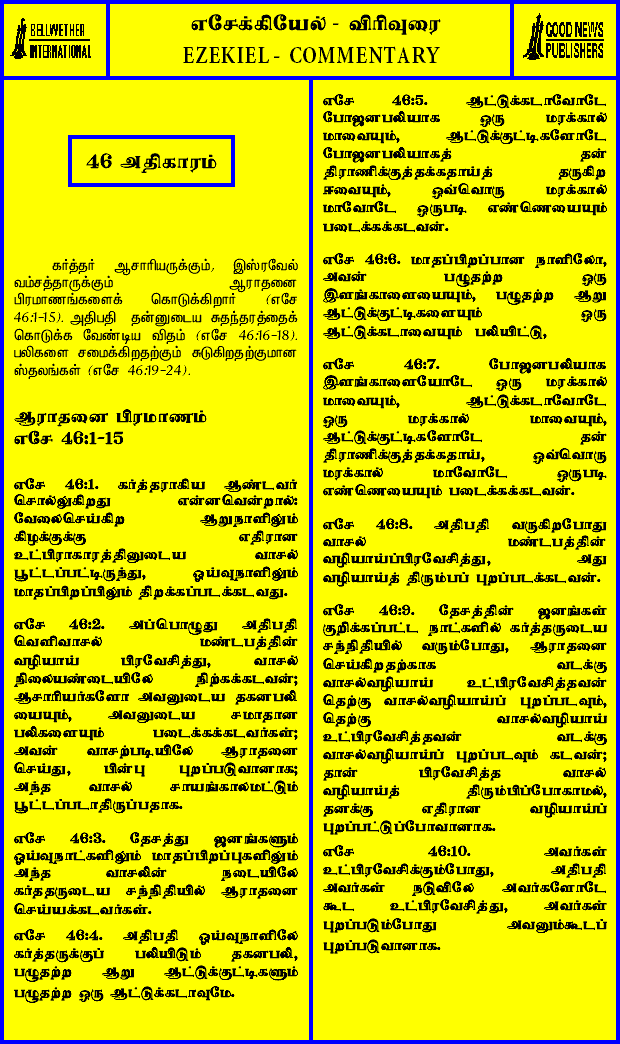 BELLWETHER
INTERNATIONAL
எசேக்கியேல் - விரிவுரை
EZEKIEL - COMMENTARY
GOOD NEWS
PUBLISHERS
46 அதிகாரம்
கர்த்தர் ஆசாரியருக்கும், இஸ்ரவேல்
வம்சத்தாருக்கும் ஆராதனை
பிரமாணங்களைக் கொடுக்கிறார் (எசே
46:1-15). அதிபதி தன்னுடைய சுதந்தரத்தைக்
கொடுக்க வேண்டிய விதம் (எசே 46:16-18).
பலிகளை சமைக்கிறதற்கும் சுடுகிறதற்குமான
ஸ்தலங்கள் (எசே 46:19-24).
ஆராதனை பிரமாணம்
எசே 46:1-15
எசே 46:1. கர்த்தராகிய ஆண்டவர்
சொல்லுகிறது என்னவென்றால்:
வேலைசெய்கிற ஆறுநாளிலும்
கிழக்குக்கு எதிரான
உட்பிராகாரத்தினுடைய வாசல்
பூட்டப்பட்டிருந்து, ஓய்வுநாளிலும்
மாதப்பிறப்பிலும் திறக்கப்படக்கடவது.
எசே 46:2. அப்பொழுது அதிபதி
வெளிவாசல் மண்டபத்தின்
வழியாய் பிரவேசித்து, வாசல்
நிலையண்டையிலே நிற்கக்கடவன்;
ஆசாரியர்களோ அவனுடைய தகனபலி
யையும், அவனுடைய சமாதான
பலிகளையும் படைக்கக்கடவர்கள்;
அவன் வாசற்படியிலே ஆராதனை
செய்து, பின்பு புறப்படுவானாக;
அந்த வாசல் சாயங்காலமட்டும்
பூட்டப்படாதிருப்பதாக.
எசே 46:3. தேசத்து ஜனங்களும்
ஓய்வுநாட்களிலும் மாதப்பிறப்புகளிலும்
அந்த வாசலின் நடையிலே
கர்த்தருடைய சந்நிதியில் ஆராதனை
செய்யக்கடவர்கள்.
எசே 46:4. அதிபதி ஓய்வுநாளிலே
கர்த்தருக்குப் பலியிடும் தகனபலி,
பழுதற்ற ஆறு ஆட்டுக்குட்டிகளும்
பழுதற்ற ஒரு ஆட்டுக்கடாவுமே.
எசே 46:5. ஆட்டுக்கடாவோடே
போஜனபலியாக ஒரு மரக்கால்
மாவையும், ஆட்டுக்குட்டிகளோடே
போஜனபலியாகத் தன்
திராணிக்குத்தக்கதாய்த் தருகிற
ஈவையும், ஒவ்வொரு மரக்கால்
மாவோடே ஒருபடி எண்ணெயையும்
படைக்கக்கடவன்.
எசே 46:6. மாதப்பிறப்பான நாளிலோ,
அவன் பழுதற்ற ஒரு
இளங்காளையையும், பழுதற்ற ஆறு
ஆட்டுக்குட்டிகளையும் ஒரு
ஆட்டுக்கடாவையும் பலியிட்டு,
எசே 46:7. போஜனபலியாக
இளங்காளையோடே ஒரு மரக்கால்
மாவையும், ஆட்டுக்கடாவோடே
ஒரு மரக்கால் மாவையும்,
ஆட்டுக்குட்டிகளோடே தன்
திராணிக்குத்தக்கதாய், ஒவ்வொரு
மரக்கால் மாவோடே ஒருபடி
எண்ணெயையும் படைக்கக்கடவன்.
எசே 46:8. அதிபதி வருகிறபோது
வாசல் மண்டபத்தின்
வழியாய்ப்பிரவேசித்து, அது
வழியாய்த் திரும்பப் புறப்படக்கடவன்.
எசே 46:9. தேசத்தின் ஜனங்கள்
குறிக்கப்பட்ட நாட்களில் கர்த்தருடைய
சந்நிதியில் வரும்போது, ஆராதனை
செய்கிறதற்காக வடக்கு
வாசல்வழியாய் உட்பிரவேசித்தவன்
தெற்கு வாசல்வழியாய்ப் புறப்படவும்,
தெற்கு வாசல்வழியாய்
உட்பிரவேசித்தவன் வடக்கு
வாசல்வழியாய்ப் புறப்படவும் கடவன்;
தான் பிரவேசித்த வாசல்
வழியாய்த் திரும்பிப்போகாமல்,
தனக்கு எதிரான வழியாய்ப்
புறப்பட்டுப்போவானாக.
எசே 46:10. அவர்கள்
உட்பிரவேசிக்கும்போது, அதிபதி
அவர்கள் நடுவிலே அவர்களோடே
கூட உட்பிரவேசித்து, அவர்கள்
புறப்படும்போது அவனும்கூடப்
புறப்படுவானாக.